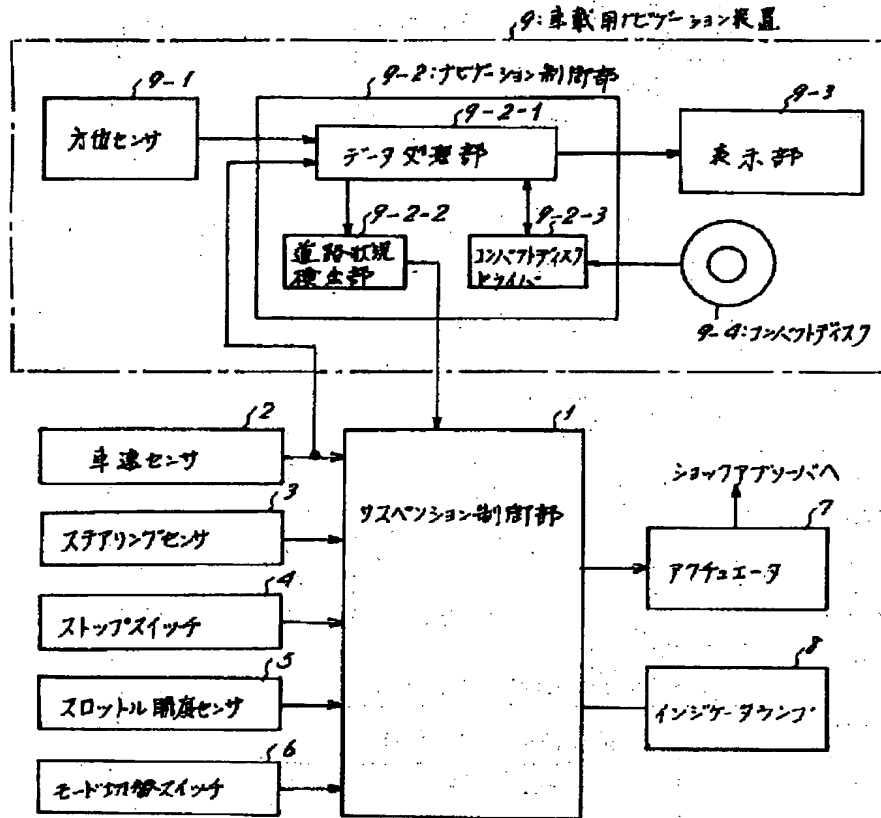 9:車載用ナビゲーション装置
9-2:ナビゲーション制御部
9-1
方位センサ
9-2-1
データ処理部
9-3
表示部
9-2-2
道路状況
検出部
9-2-3
コンパクトディスク
ドライバー
9-4:コンパクトディスク
2
車速センサ
3
ステアリングセンサ
4
ストップスイッチ
5
スロットル開度センサ
6
モード切替スイッチ
1
サスペンション制御部
ショックアブソーバへ
7
アクチュエータ
8
インジケータランプ